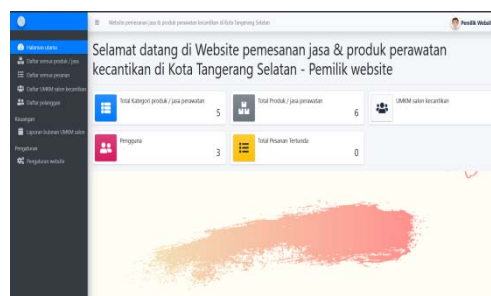 Website pemesanan jasa & produk perawatan kecantikan di Kota Tangerang Selatan
Pemilik Websit
Halaman utama
Daftar semua produk / jasa
Daftar semua pesanan
Daftar UMKM salon kecantikan
Daftar pelanggan
Keuangan
Laporan bulanan UMKM salon
Pengaturan
Pengaturan website
Selamat datang di Website pemesanan jasa & produk perawatan
kecantikan di Kota Tangerang Selatan - Pemilik website
Total Kategori produk / jasa perawatan
5
Total Produk / jasa perawatan
6
UMKM salon kecantikan
Pengguna
3
Total Pesanan Tertunda
0